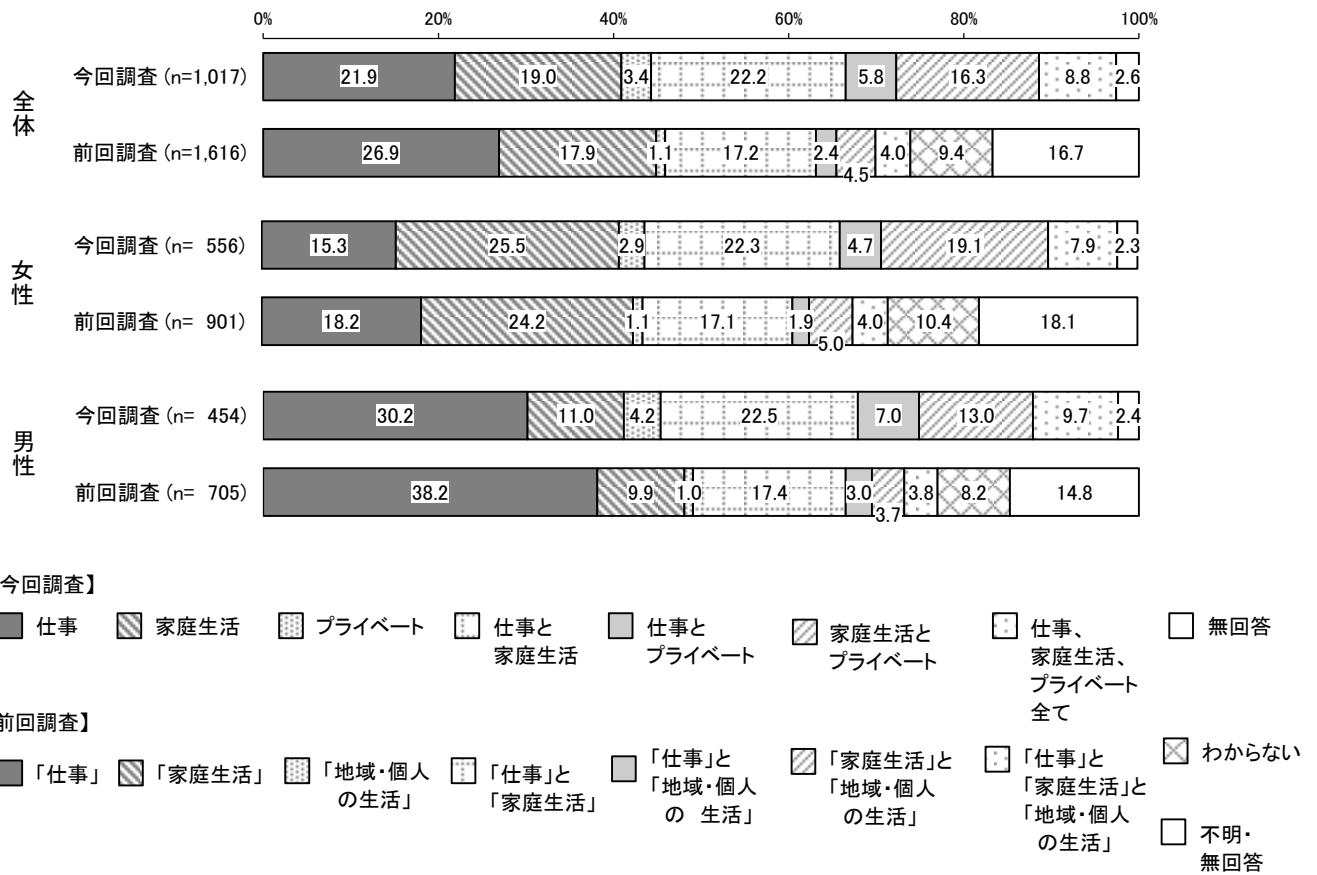 0% 20% 40% 60% 80% 100%
全体
今回調査 (n=1,017) 21.9 19.0 3.4 22.2 5.8 16.3 8.8 2.6
前回調査 (n=1,616) 26.9 17.9 1.1 17.2 2.4 4.5 4.0 9.4 16.7
女性
今回調査 (n= 556) 15.3 25.5 2.9 22.3 4.7 19.1 7.9 2.3
前回調査 (n= 901) 18.2 24.2 1.1 17.1 1.9 5.0 4.0 10.4 18.1
男性
今回調査 (n= 454) 30.2 11.0 4.2 22.5 7.0 13.0 9.7 2.4
前回調査 (n= 705) 38.2 9.9 1.0 17.4 3.0 3.7 3.8 8.2 14.8
今回調査】
仕事
家庭生活
プライベート
仕事と
家庭生活
仕事と
プライベート
家庭生活と
プライベート
仕事、
家庭生活、
プライベート
全て
無回答
前回調査】
「仕事」
「家庭生活」
「地域・個人
の生活」
「仕事」と
「家庭生活」
「仕事」と
「地域・個人
の 生活」
「家庭生活」と
「地域・個人
の生活」
「仕事」と
「家庭生活」と
「地域・個人
の生活」
わからない
不明・
無回答